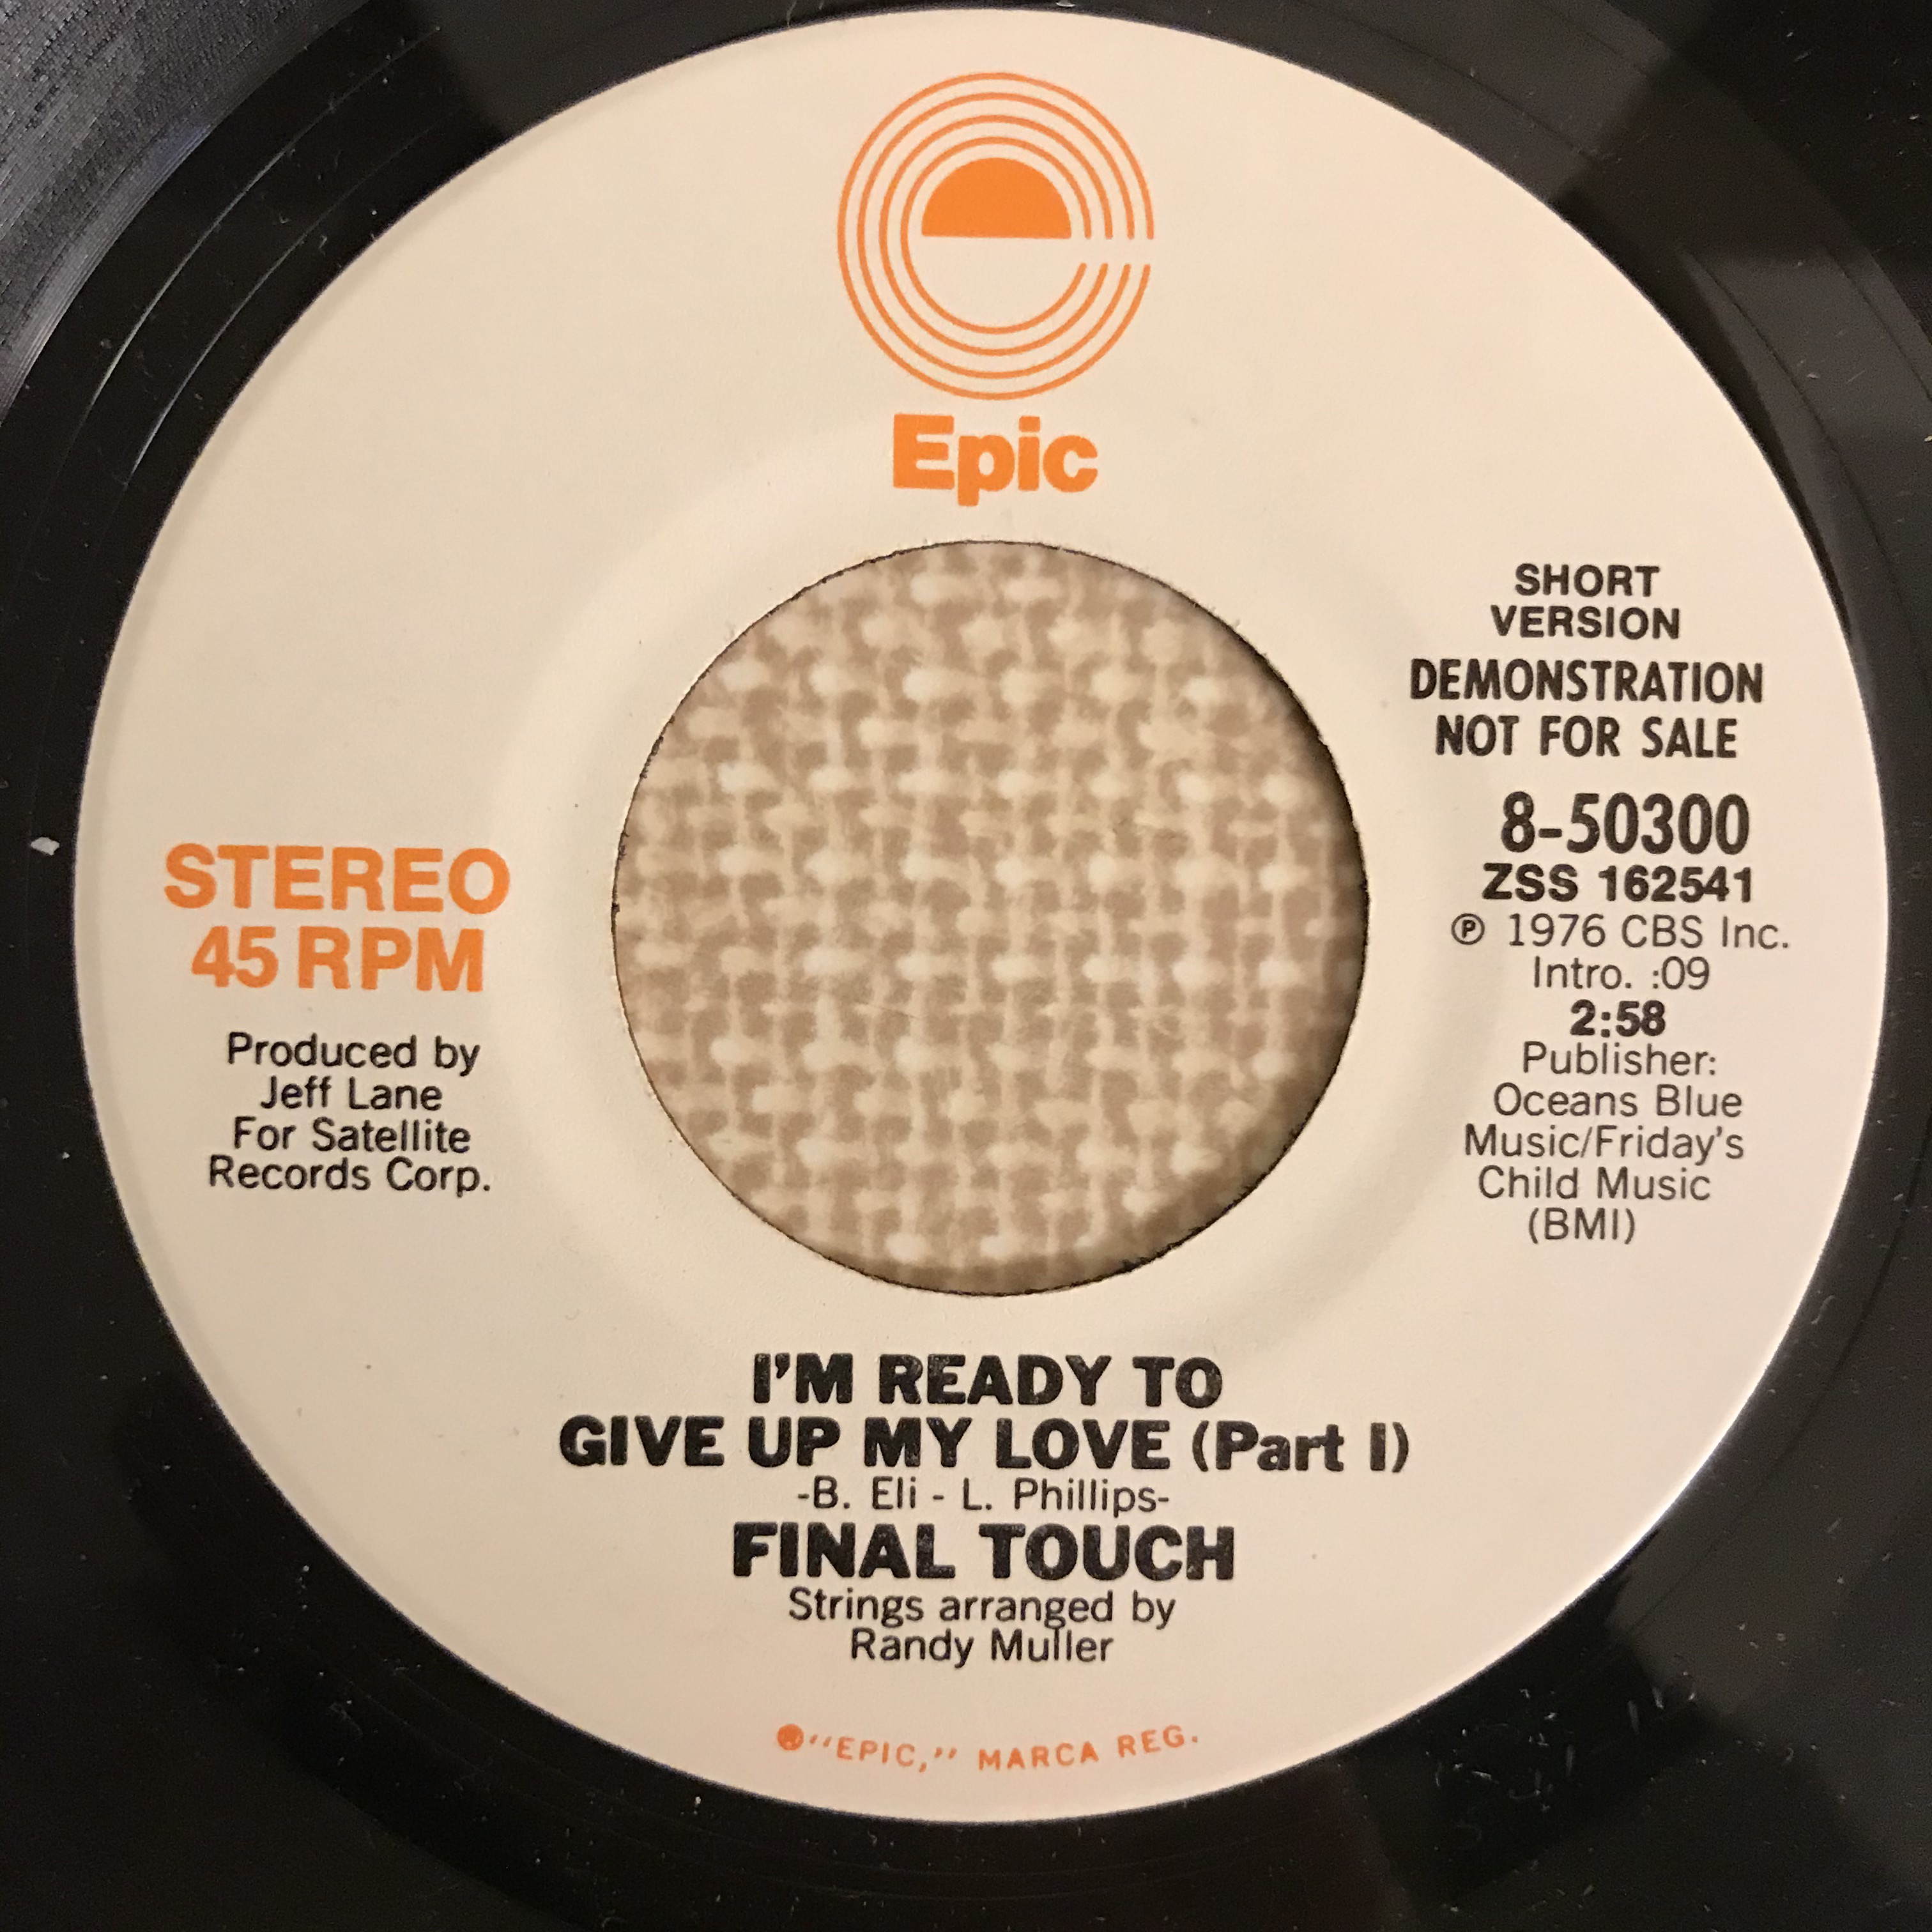 Epic
SHORT
VERSION
DEMONSTRATION
NOT FOR SALE
8-50300
ZSS 162541
℗ 1976 CBS Inc.
Intro. :09
2:58
Publisher:
Oceans Blue
Music/Friday's
Child Music
(BMI)
STEREO
45 RPM
Produced by
Jeff Lane
For Satellite
Records Corp.
I'M READY TO
GIVE UP MY LOVE (Part I)
-B. Eli - L. Phillips-
FINAL TOUCH
Strings arranged by
Randy Muller
®"EPIC," MARCA REG.